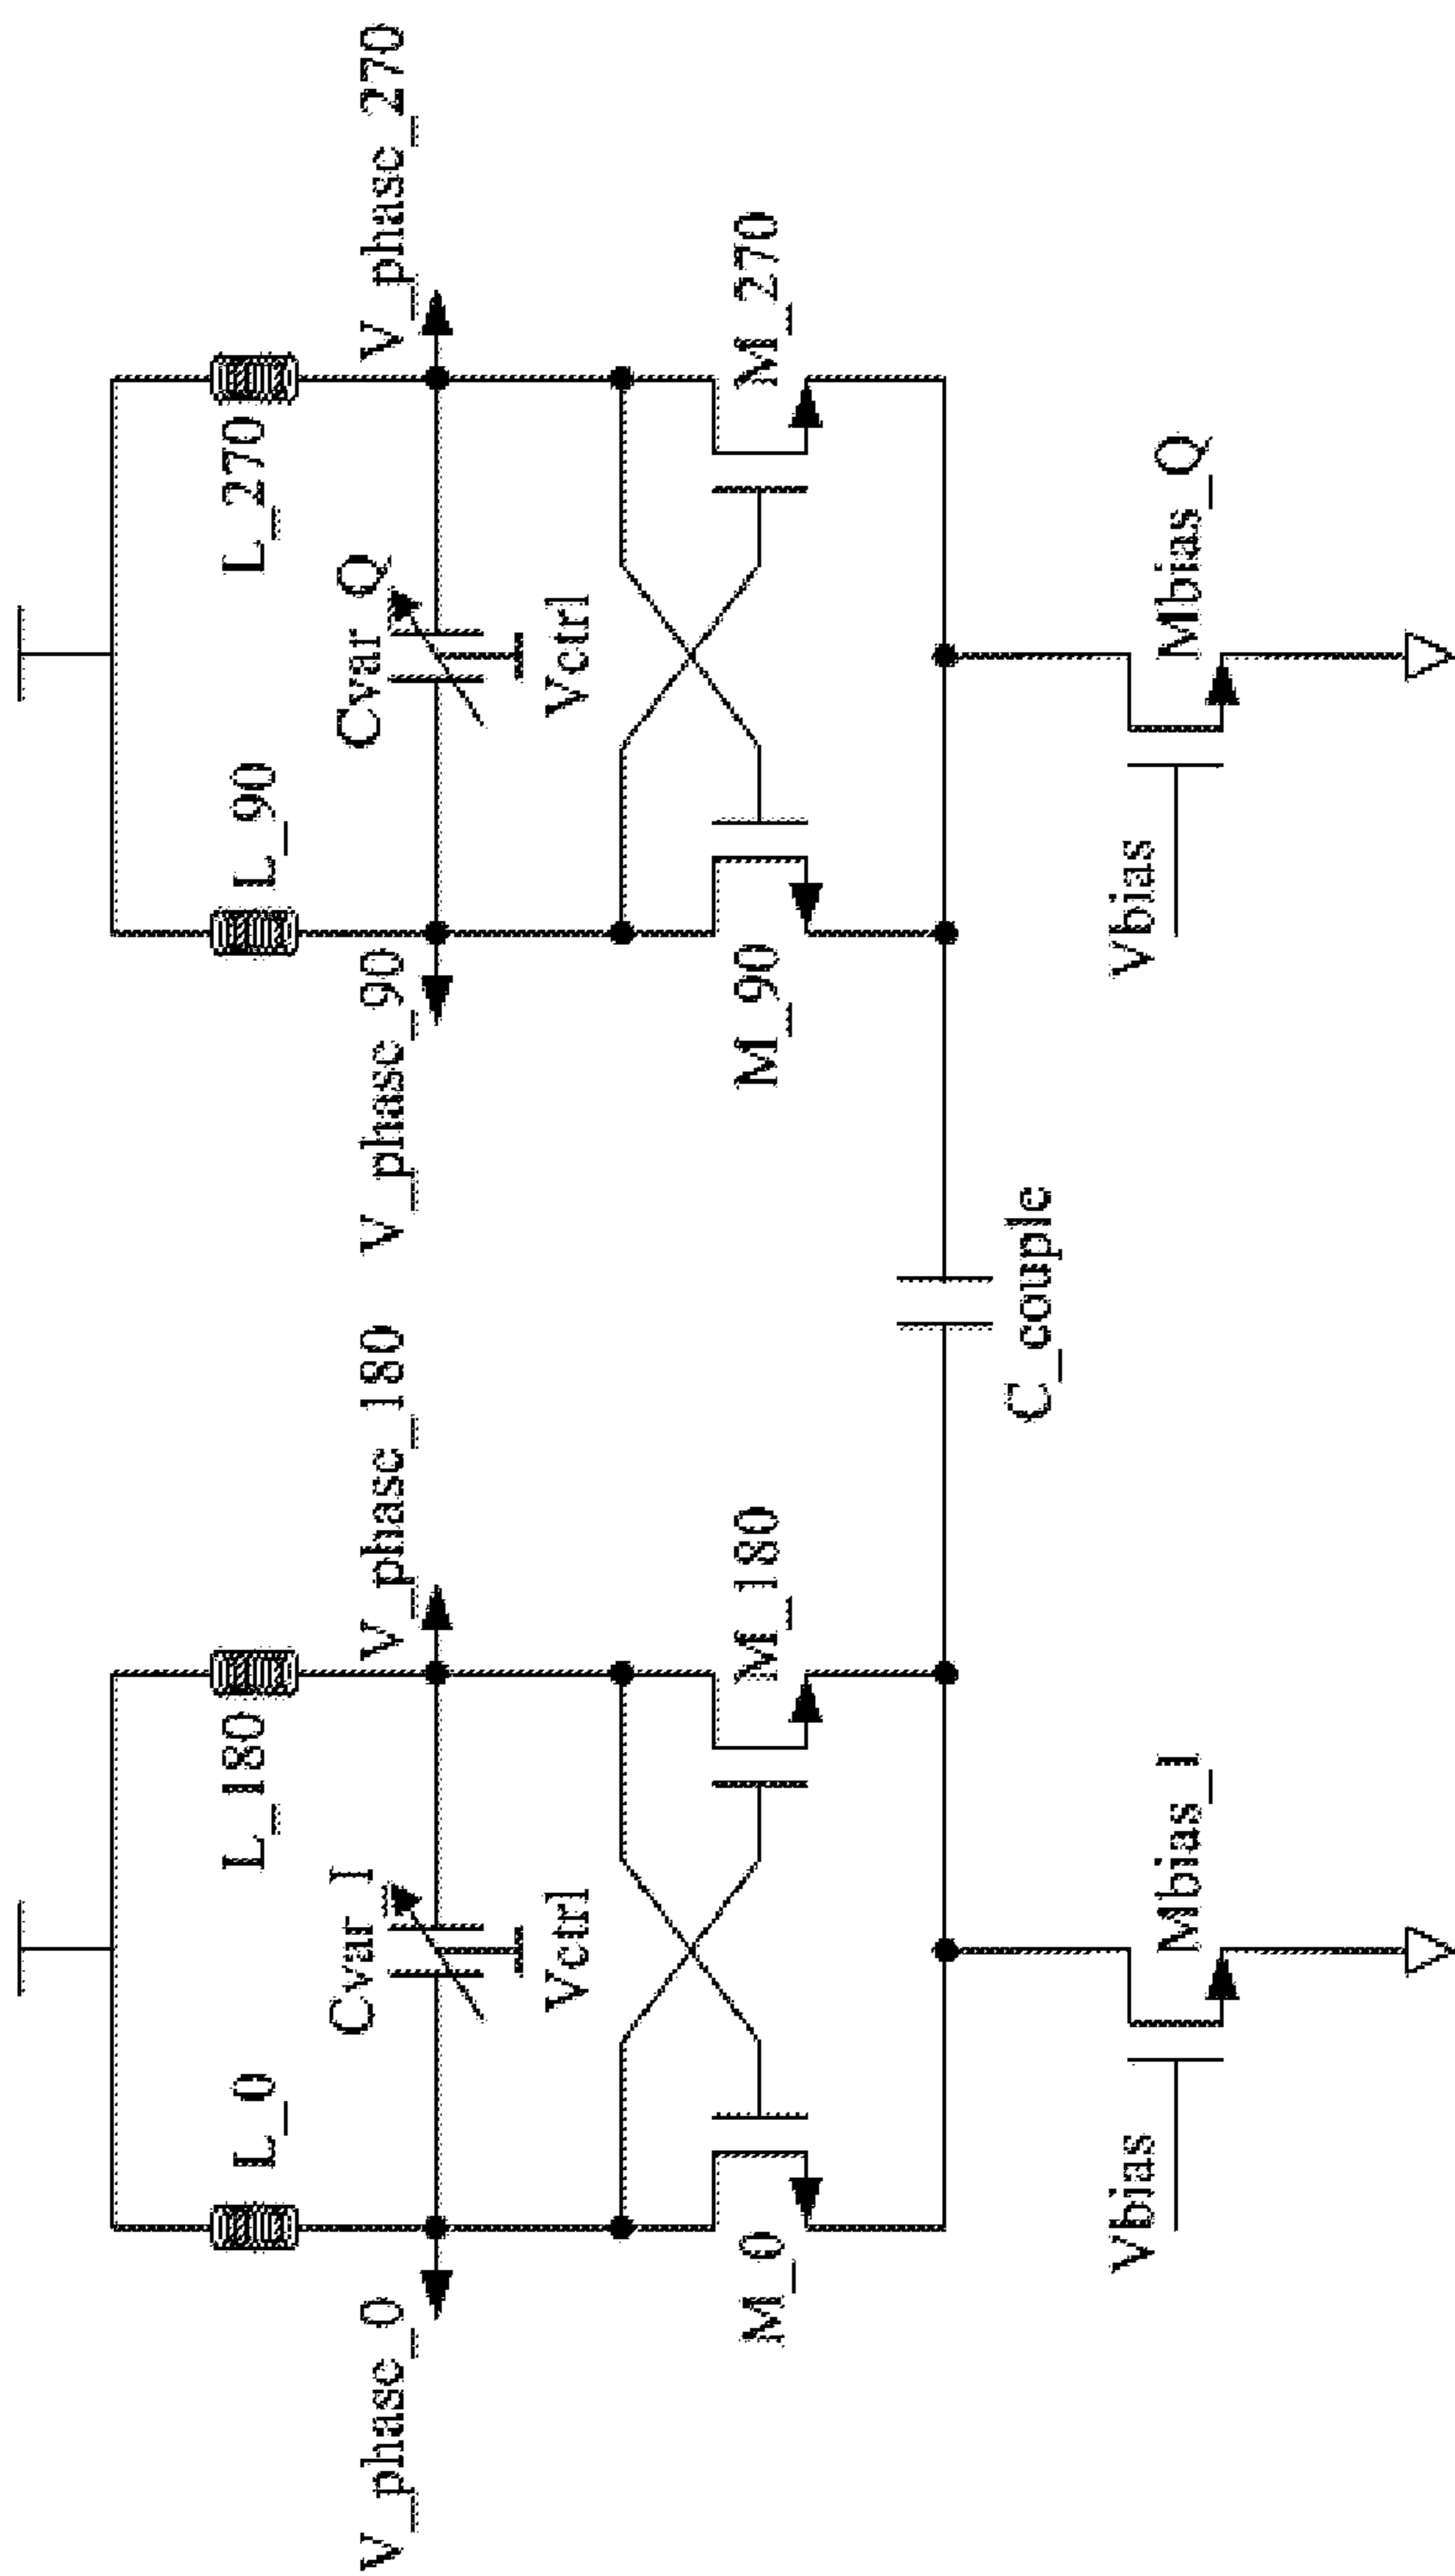 L_0
L_180
L_90
L_270
V_phase_0
Cvar_I
V_phase_180
V_phase_90
Cvar_Q
V_phase_270
Vctrl
Vctrl
M_0
M_180
M_90
M_270
C_couple
Vbias
Mbias_I
Vbias
Mbias_Q